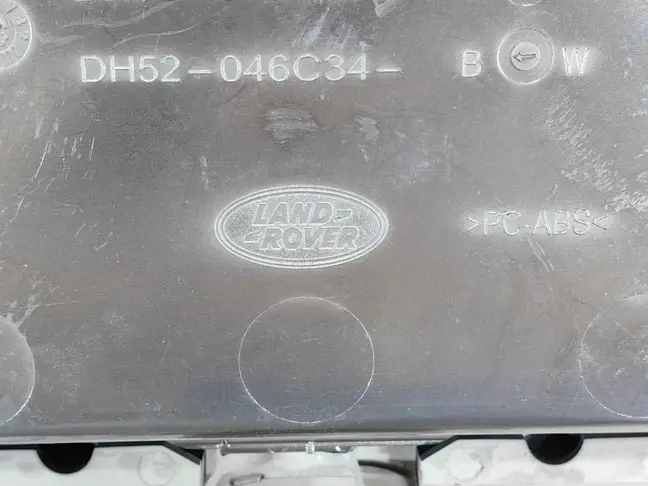 DH52-046C34-
B W
LAND-
-ROVER
>PC-ABS<